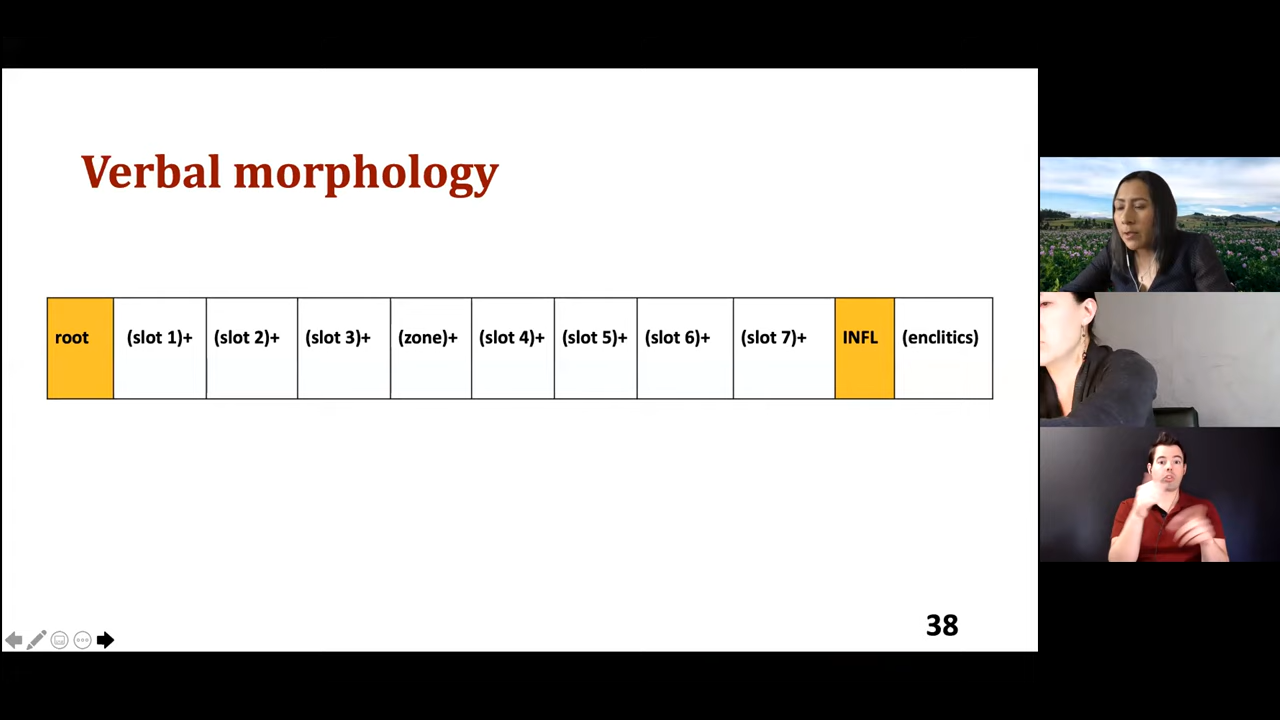 Verbal morphology
root (slot 1)+ (slot 2)+ (slot 3)+ (zone)+ (slot 4)+ (slot 5)+ (slot 6)+ (slot 7)+ INFL (enclitics)
38